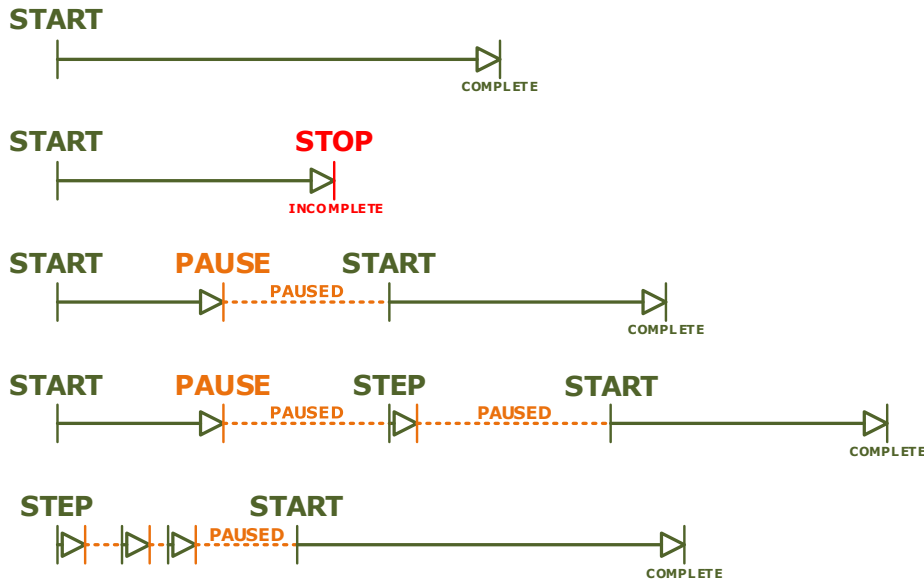 START
COMPLETE
START STOP
INCOMPLETE
START PAUSE START
PAUSED
COMPLETE
START PAUSE STEP START
PAUSED PAUSED
COMPLETE
STEP START
PAUSED
COMPLETE